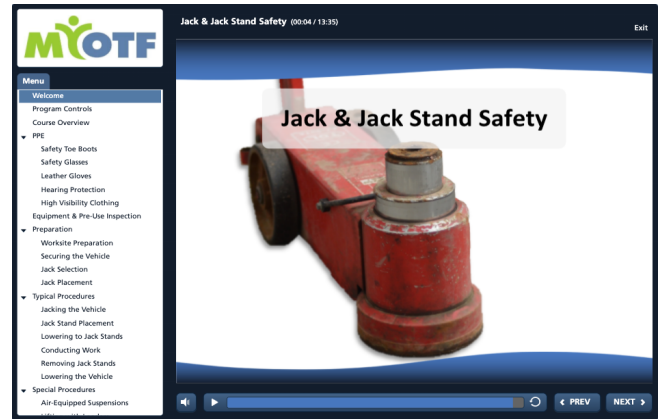 MYOTF
Jack & Jack Stand Safety (00:04 / 13:35)
Exit
Menu
Welcome
Program Controls
Course Overview
PPE
Safety Toe Boots
Safety Glasses
Leather Gloves
Hearing Protection
High Visibility Clothing
Equipment & Pre-Use Inspection
Preparation
Worksite Preparation
Securing the Vehicle
Jack Selection
Jack Placement
Typical Procedures
Jacking the Vehicle
Jack Stand Placement
Lowering to Jack Stands
Conducting Work
Removing Jack Stands
Lowering the Vehicle
Special Procedures
Air-Equipped Suspensions
Jack & Jack Stand Safety
PREV
NEXT